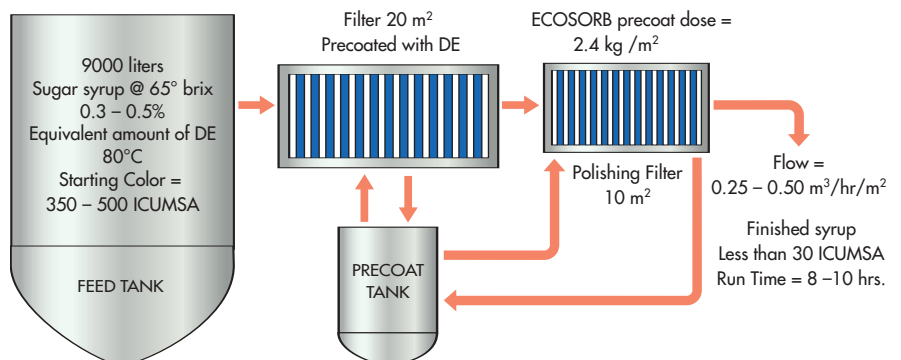 9000 liters
Sugar syrup @ 65° brix
0.3 – 0.5%
Equivalent amount of DE
80°C
Starting Color =
350 – 500 ICUMSA
FEED TANK
Filter 20 m²
Precoated with DE
PRECOAT
TANK
ECOSORB precoat dose =
2.4 kg /m²
Polishing Filter
10 m²
Flow =
0.25 – 0.50 m³/hr/m²
Finished syrup
Less than 30 ICUMSA
Run Time = 8 –10 hrs.